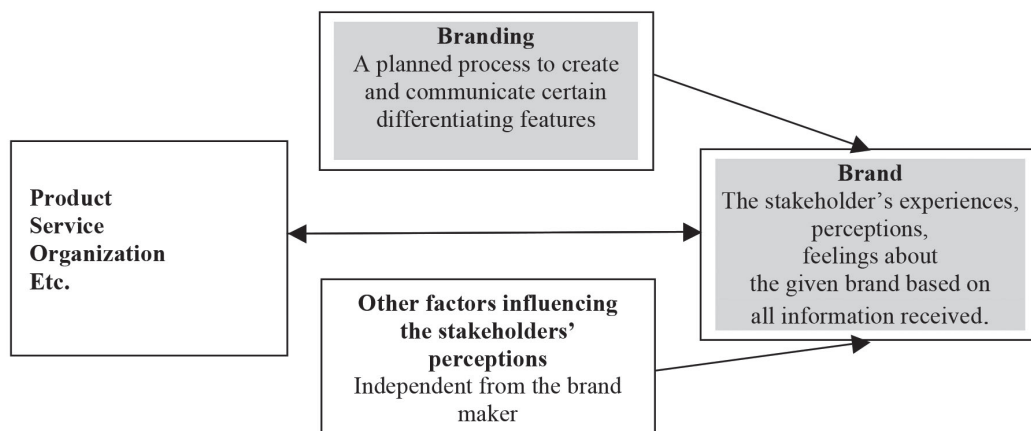 Branding
A planned process to create
and communicate certain
differentiating features
Product
Service
Organization
Etc.
Brand
The stakeholder’s experiences,
perceptions,
feelings about
the given brand based on
all information received.
Other factors influencing
the stakeholders’
perceptions
Independent from the brand
maker